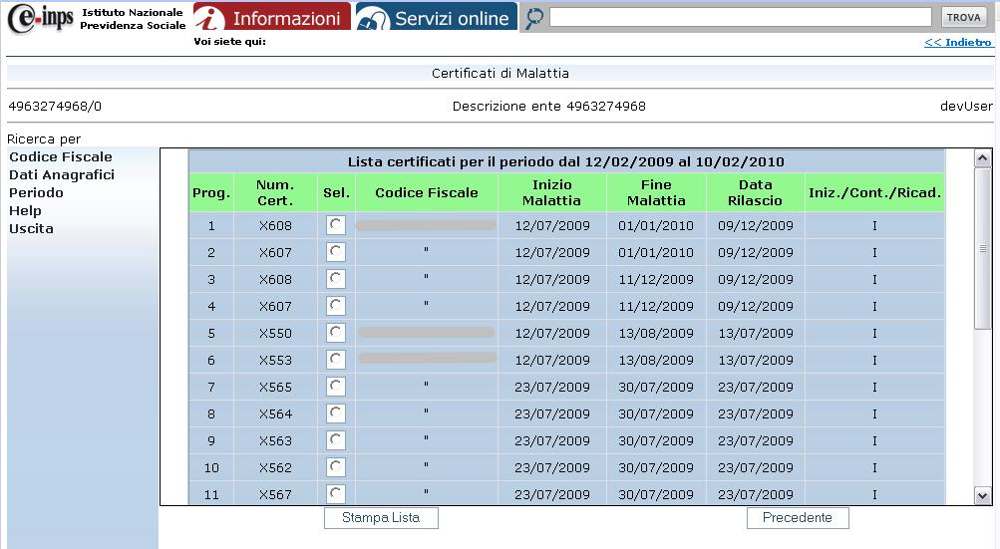 e-inps Istituto Nazionale Previdenza Sociale
Informazioni
Servizi online
TROVA
Voi siete qui:
<< Indietro
Certificati di Malattia
4963274968/0 Descrizione ente 4963274968 devUser
Ricerca per
Codice Fiscale
Dati Anagrafici
Periodo
Help
Uscita
Lista certificati per il periodo dal 12/02/2009 al 10/02/2010
Prog. Num. Cert. Sel. Codice Fiscale Inizio Malattia Fine Malattia Data Rilascio Iniz./Cont./Ricad.
1 X608 12/07/2009 01/01/2010 09/12/2009 I
2 X607 " 12/07/2009 01/01/2010 09/12/2009 I
3 X608 " 12/07/2009 11/12/2009 09/12/2009 I
4 X607 " 12/07/2009 11/12/2009 09/12/2009 I
5 X550 12/07/2009 13/08/2009 13/07/2009 I
6 X553 12/07/2009 13/08/2009 13/07/2009 I
7 X565 " 23/07/2009 30/07/2009 23/07/2009 I
8 X564 " 23/07/2009 30/07/2009 23/07/2009 I
9 X563 " 23/07/2009 30/07/2009 23/07/2009 I
10 X562 " 23/07/2009 30/07/2009 23/07/2009 I
11 X567 " 23/07/2009 30/07/2009 23/07/2009 I
Stampa Lista
Precedente